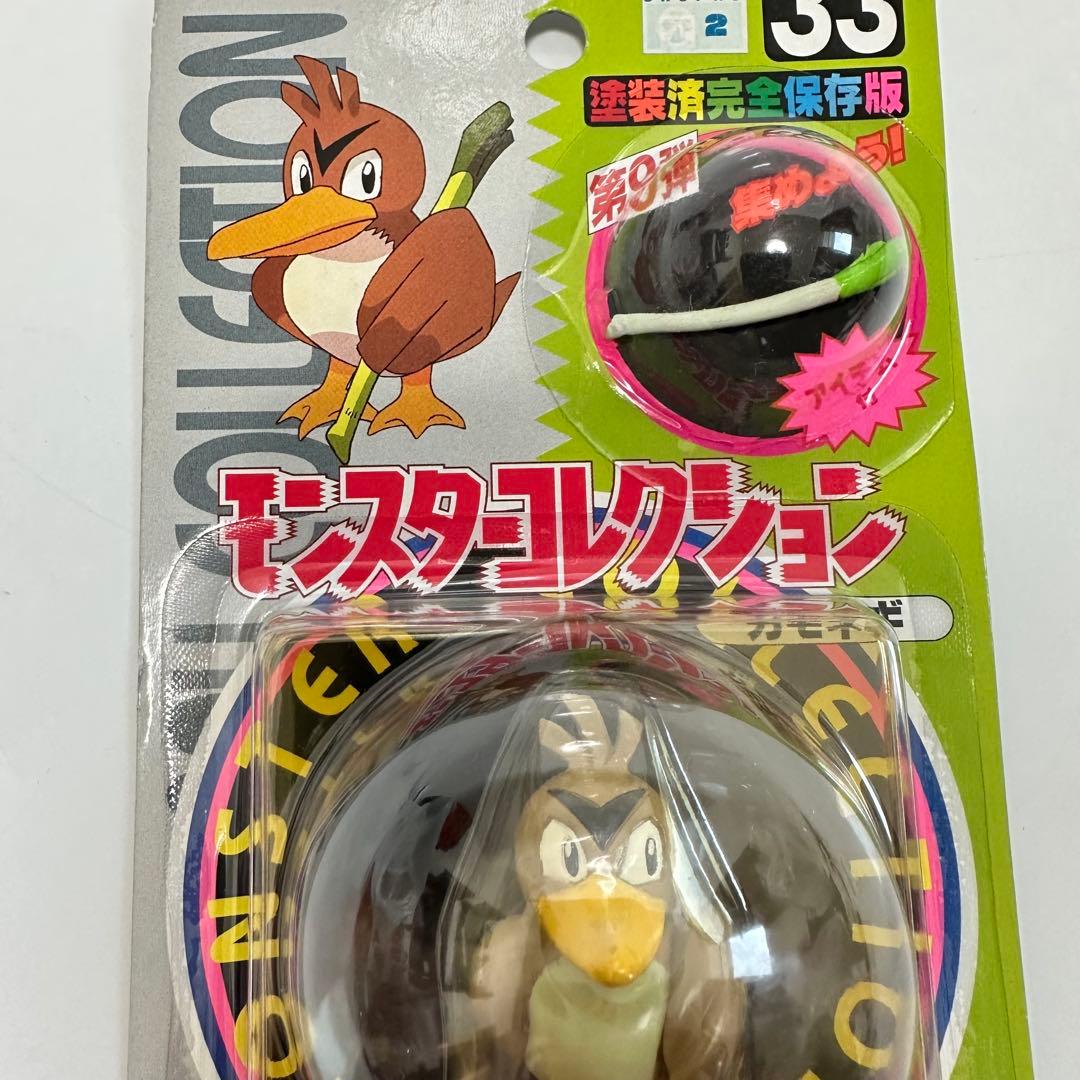 33
2
塗装済完全保存版
第9弾
集めよう!
アイテム
モンスターコレクション
カモネギ
MONSTER
COLLECTION